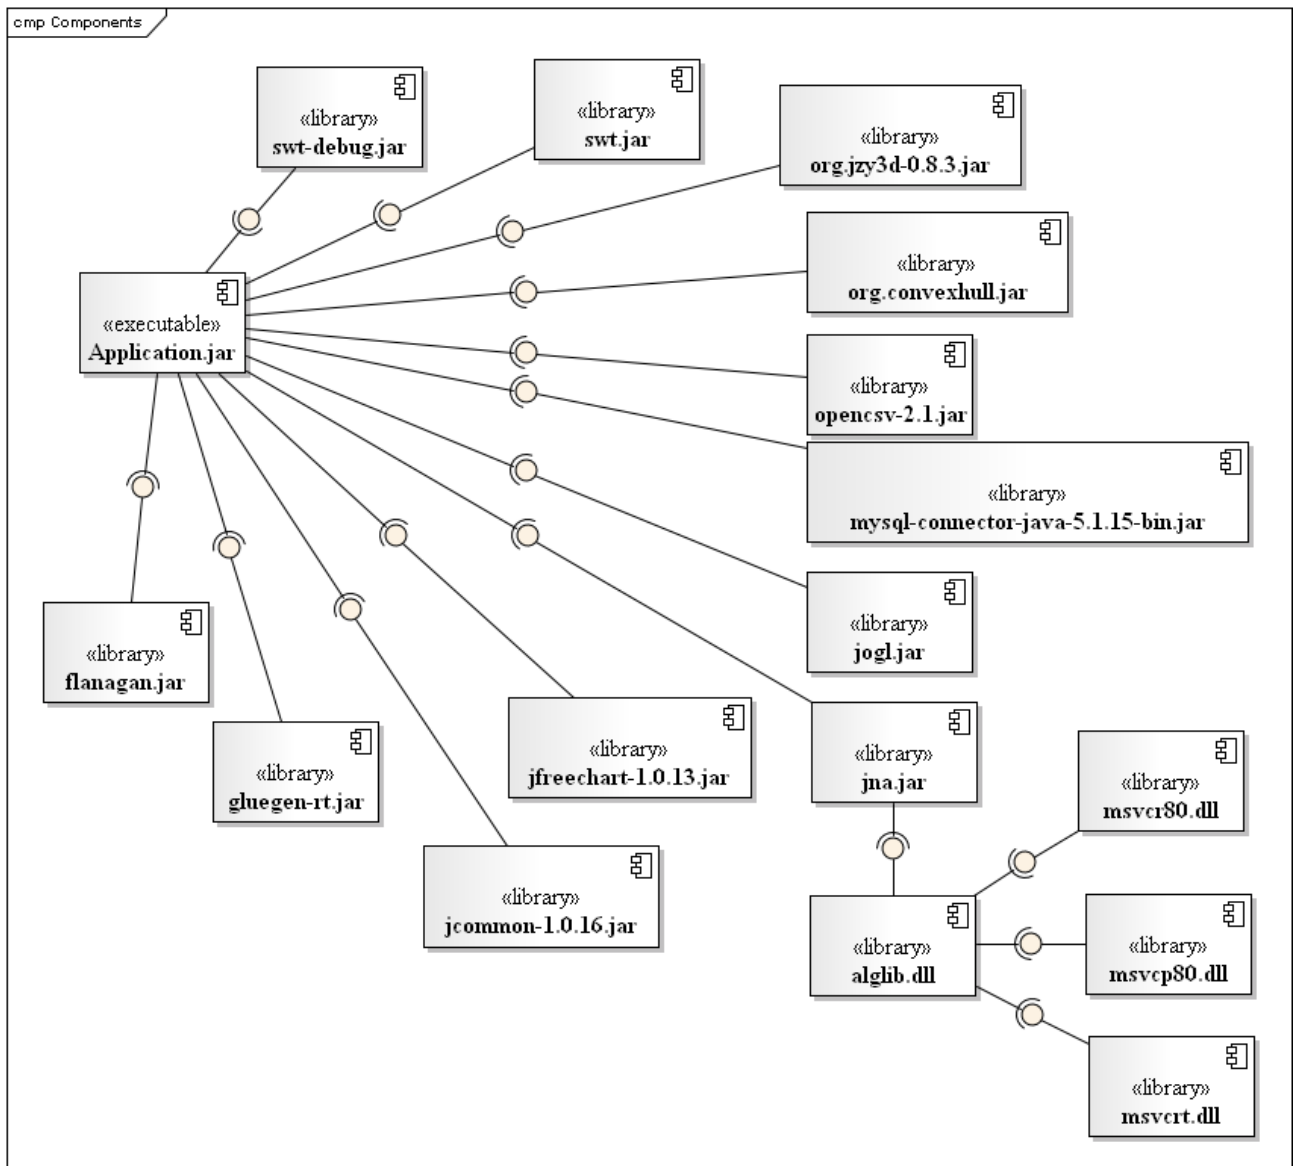 cmp Components
«library»
swt-debug.jar
«library»
swt.jar
«library»
org.jzy3d-0.8.3.jar
«library»
org.convexhull.jar
«executable»
Application.jar
«library»
opencsv-2.1.jar
«library»
mysql-connector-java-5.1.15-bin.jar
«library»
jogl.jar
«library»
flanagan.jar
«library»
gluegen-rt.jar
«library»
jfreechart-1.0.13.jar
«library»
jna.jar
«library»
msvcr80.dll
«library»
jcommon-1.0.16.jar
«library»
alglib.dll
«library»
msvcp80.dll
«library»
msvcrt.dll